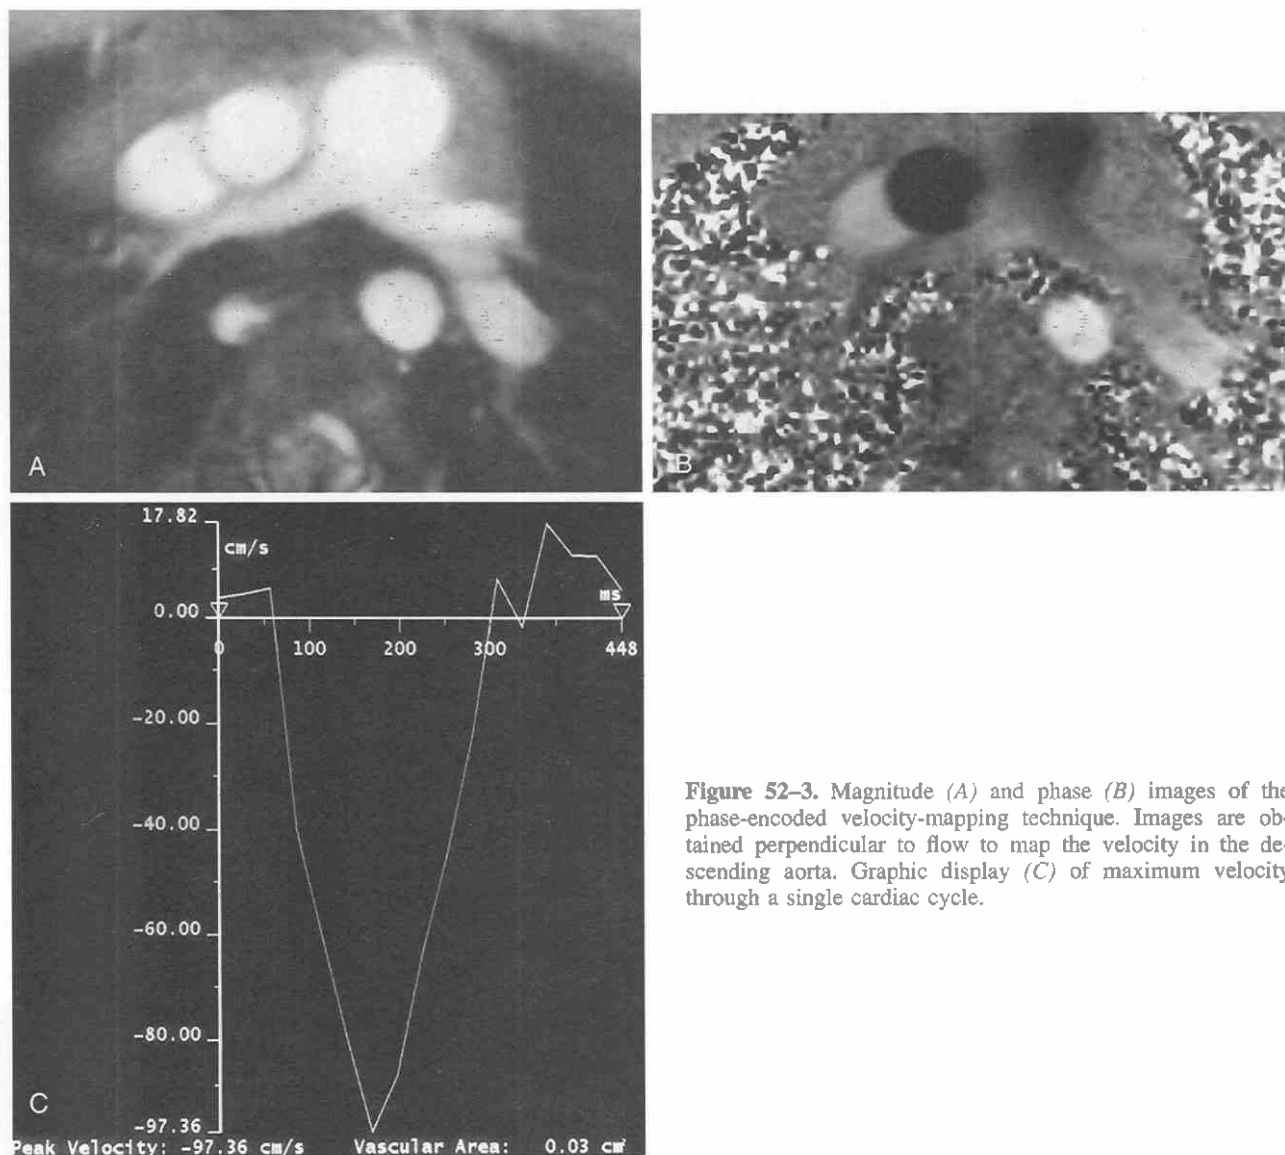 A
B
17.82
cm/s
ms
0.00
0 100 200 300 448
-20.00
-40.00
-60.00
-80.00
C
-97.36
Peak Velocity: -97.36 cm/s Vascular Area: 0.03 cm²
Figure 52–3. Magnitude (A) and phase (B) images of the
phase-encoded velocity-mapping technique. Images are ob-
tained perpendicular to flow to map the velocity in the de-
scending aorta. Graphic display (C) of maximum velocity
through a single cardiac cycle.